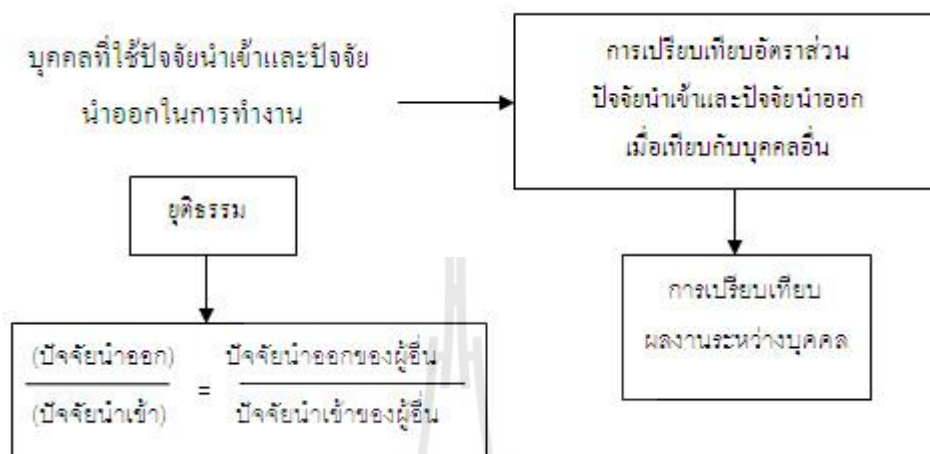 บุคคลที่ใช้ปัจจัยนำเข้าและปัจจัย
นำออกในการทำงาน
การเปรียบเทียบอัตราส่วน
ปัจจัยนำเข้าและปัจจัยนำออก
เมื่อเทียบกับบุคคลอื่น
ยุติธรรม
การเปรียบเทียบ
ผลงานระหว่างบุคคล
(ปัจจัยนำออก) = ปัจจัยนำออกของผู้อื่น
(ปัจจัยนำเข้า) ปัจจัยนำเข้าของผู้อื่น